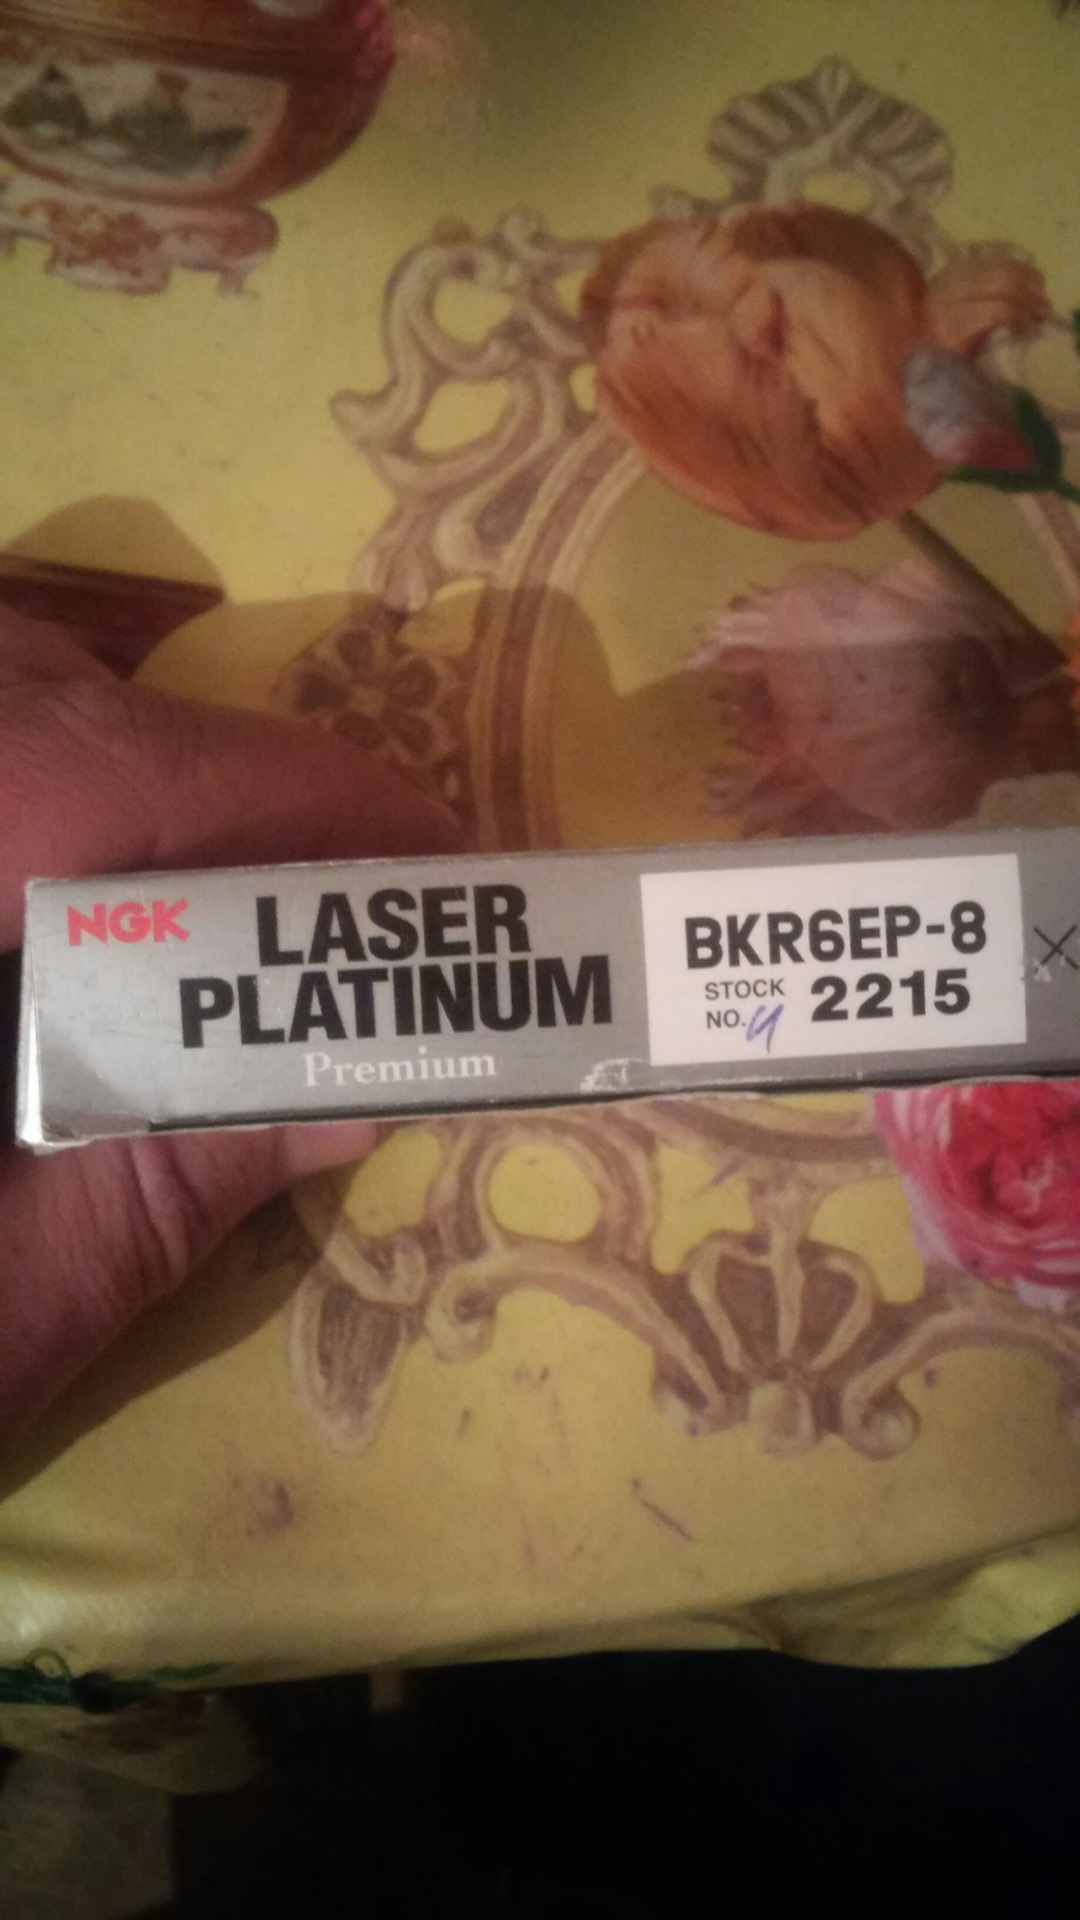 NGK
LASER
PLATINUM
Premium
BKR6EP-8
STOCK
NO. 2215